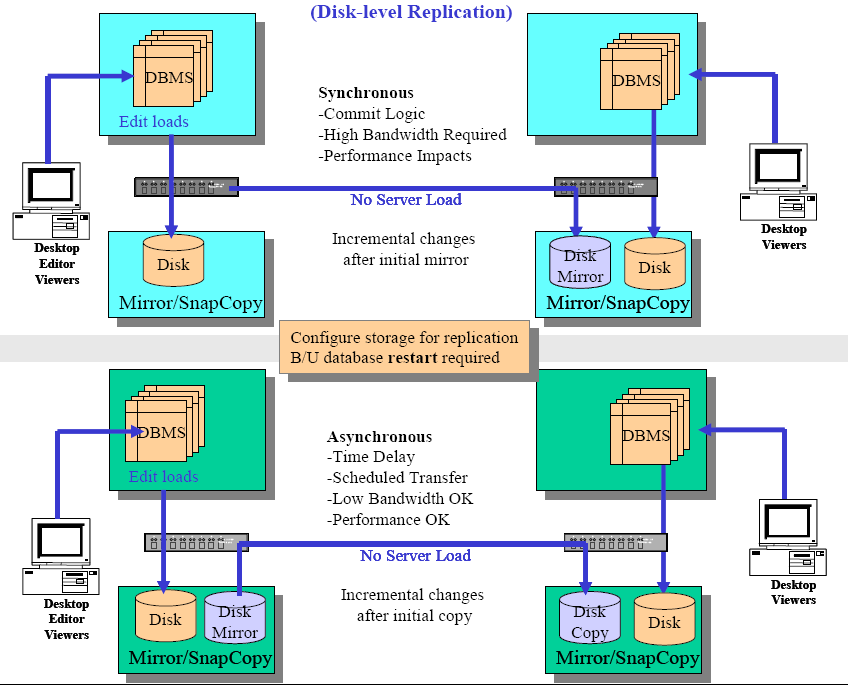 (Disk-level Replication)
DBMS
Edit loads
DBMS
Synchronous
-Commit Logic
-High Bandwidth Required
-Performance Impacts
No Server Load
Desktop
Editor
Viewers
Desktop
Viewers
Incremental changes
after initial mirror
Disk
Mirror/SnapCopy
Disk
Mirror
Disk
Mirror/SnapCopy
Configure storage for replication
B/U database restart required
DBMS
Edit loads
DBMS
Asynchronous
-Time Delay
-Scheduled Transfer
-Low Bandwidth OK
-Performance OK
No Server Load
Desktop
Editor
Viewers
Desktop
Viewers
Incremental changes
after initial copy
Disk
Disk
Mirror
Mirror/SnapCopy
Disk
Copy
Disk
Mirror/SnapCopy